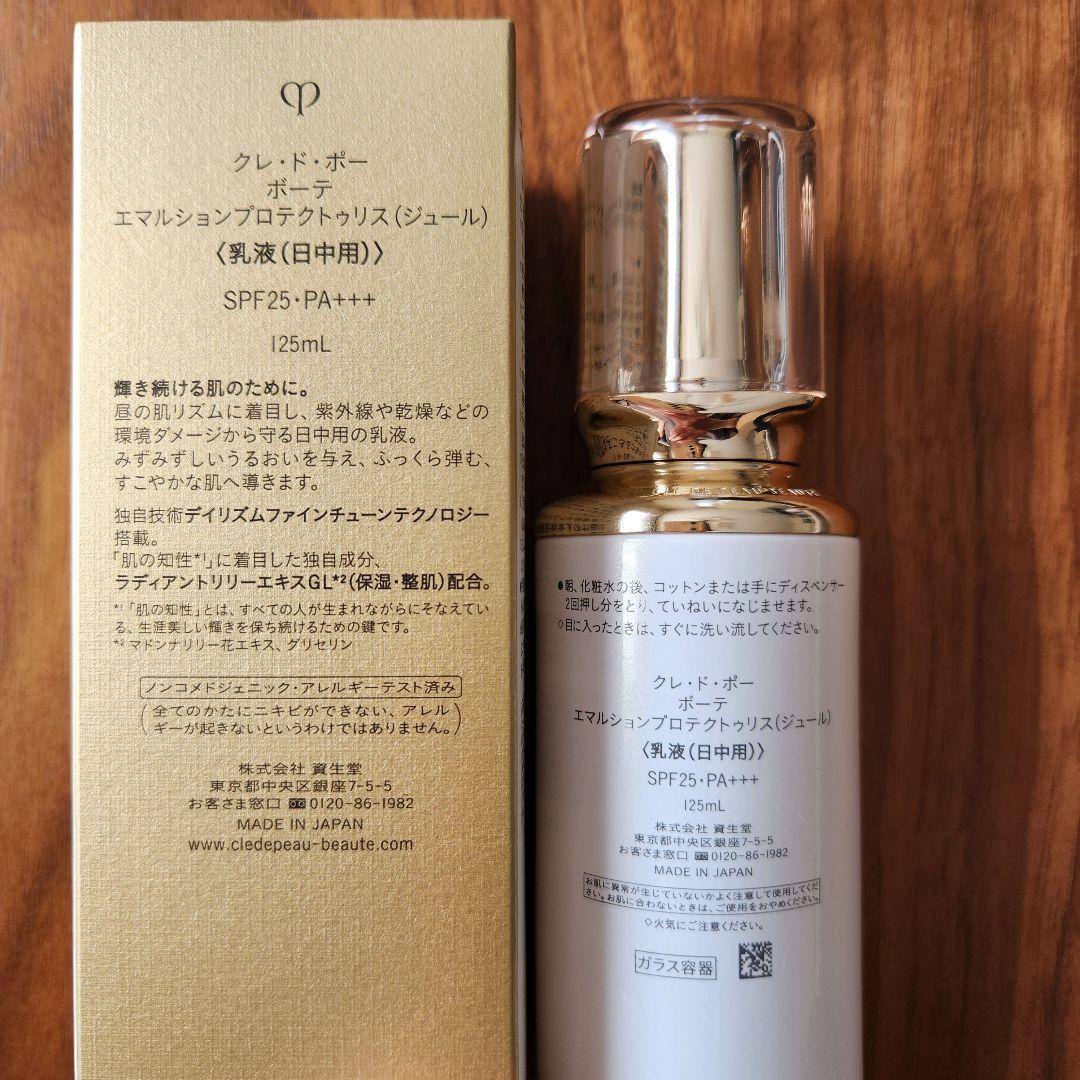 クレ・ド・ポー
ボーテ
エマルションプロテクトゥリス(ジュール)
〈乳液(日中用)〉
SPF25・PA+++
125mL
輝き続ける肌のために。
昼の肌リズムに着目し、紫外線や乾燥などの
環境ダメージから守る日中用の乳液。
みずみずしいうるおいを与え、ふっくら弾む、
すこやかな肌へ導きます。
独自技術デイリズムファインチューンテクノロジー
搭載。
「肌の知性*¹」に着目した独自成分、
ラディアントリリーエキスGL*²(保湿・整肌)配合。
*¹「肌の知性」とは、すべての人が生まれながらにそなえてい
る、生涯美しい輝きを保ち続けるための鍵です。
*² マドンナリリー花エキス、グリセリン
ノンコメドジェニック・アレルギーテスト済み
(全てのかたにニキビができない、アレル
ギーが起きないというわけではありません。)
株式会社 資生堂
東京都中央区銀座7-5-5
お客さま窓口 0120-86-1982
MADE IN JAPAN
www.cledepeau-beaute.com
●朝、化粧水の後、コットンまたは手にディスペンサー
2回押し分をとり、ていねいになじませます。
◇目に入ったときは、すぐに洗い流してください。
クレ・ド・ポー
ボーテ
エマルションプロテクトゥリス(ジュール)
〈乳液(日中用)〉
SPF25・PA+++
125mL
株式会社 資生堂
東京都中央区銀座7-5-5
お客さま窓口 0120-86-1982
MADE IN JAPAN
お肌に異常が生じていないかよく注意して使用してくだ
さい。お肌に合わないときは、ご使用をおやめください。
◇火気にご注意ください。
ガラス容器